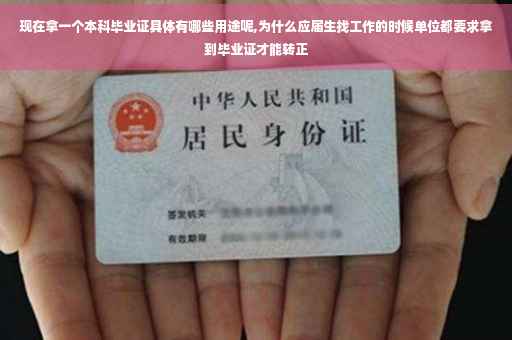 现在拿一个本科毕业证具体有哪些用途呢,为什么应届生找工作的时候单位都要求拿
到毕业证才能转正
中华人民共和国
居民身份证
签发机关
有效期限